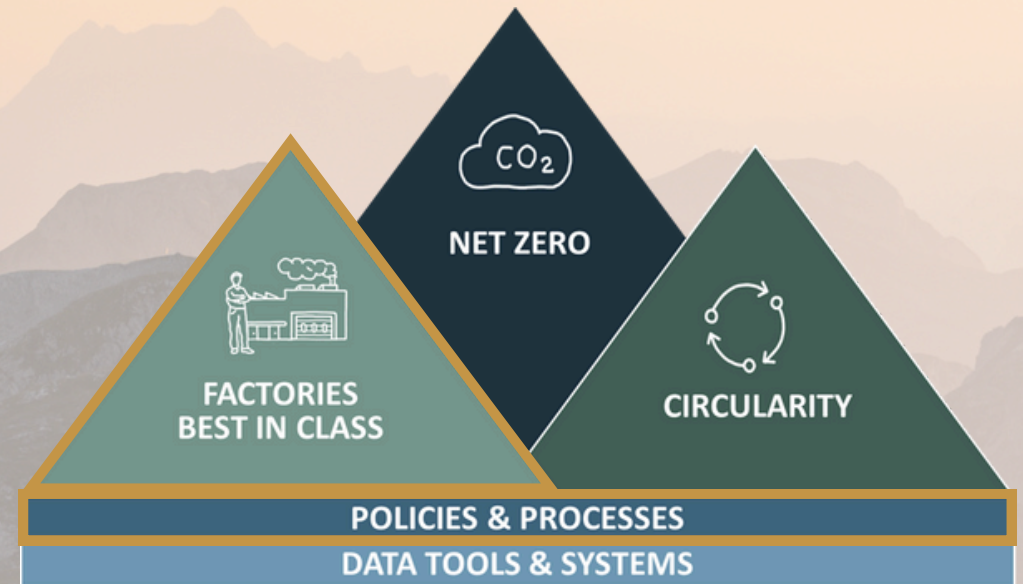 CO₂
NET ZERO
FACTORIES
BEST IN CLASS
CIRCULARITY
POLICIES & PROCESSES
DATA TOOLS & SYSTEMS